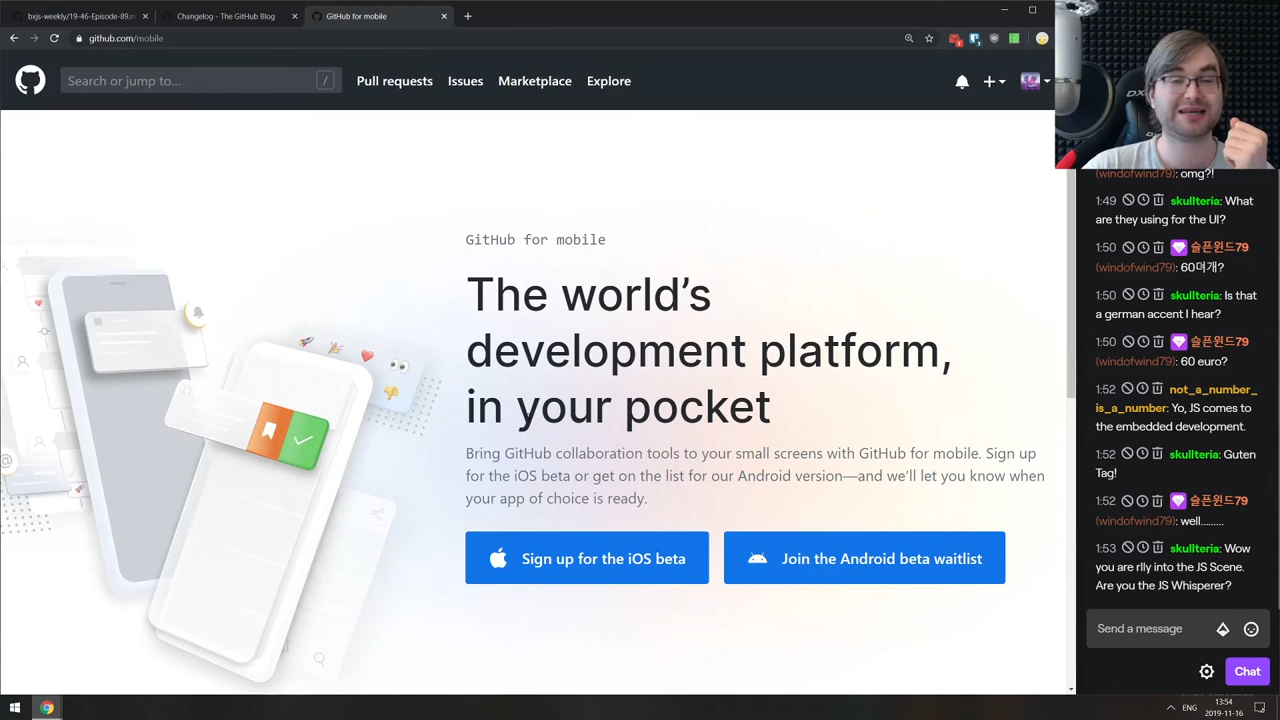 bxjs-weekly/19-46-Episode-89.m
Changelog - The GitHub Blog
GitHub for mobile
github.com/mobile
Search or jump to...
/
Pull requests
Issues
Marketplace
Explore
GitHub for mobile
The world's
development platform,
in your pocket
Bring GitHub collaboration tools to your small screens with GitHub for mobile. Sign up
for the iOS beta or get on the list for our Android version—and we'll let you know when
your app of choice is ready.
Sign up for the iOS beta
Join the Android beta waitlist
(windofwind79): omg?!
1:49 skullteria: What
are they using for the UI?
1:50 슬픈윈드79
(windofwind79): 60며개?
1:50 skullteria: Is that
a german accent I hear?
1:50 슬픈윈드79
(windofwind79): 60 euro?
1:52 not_a_number_
is_a_number: Yo, JS comes to
the embedded development.
1:52 skullteria: Guten
Tag!
1:52 슬픈윈드79
(windofwind79): well.........
1:53 skullteria: Wow
you are rlly into the JS Scene.
Are you the JS Whisperer?
Send a message
Chat
ENG
13:54
2019-11-16